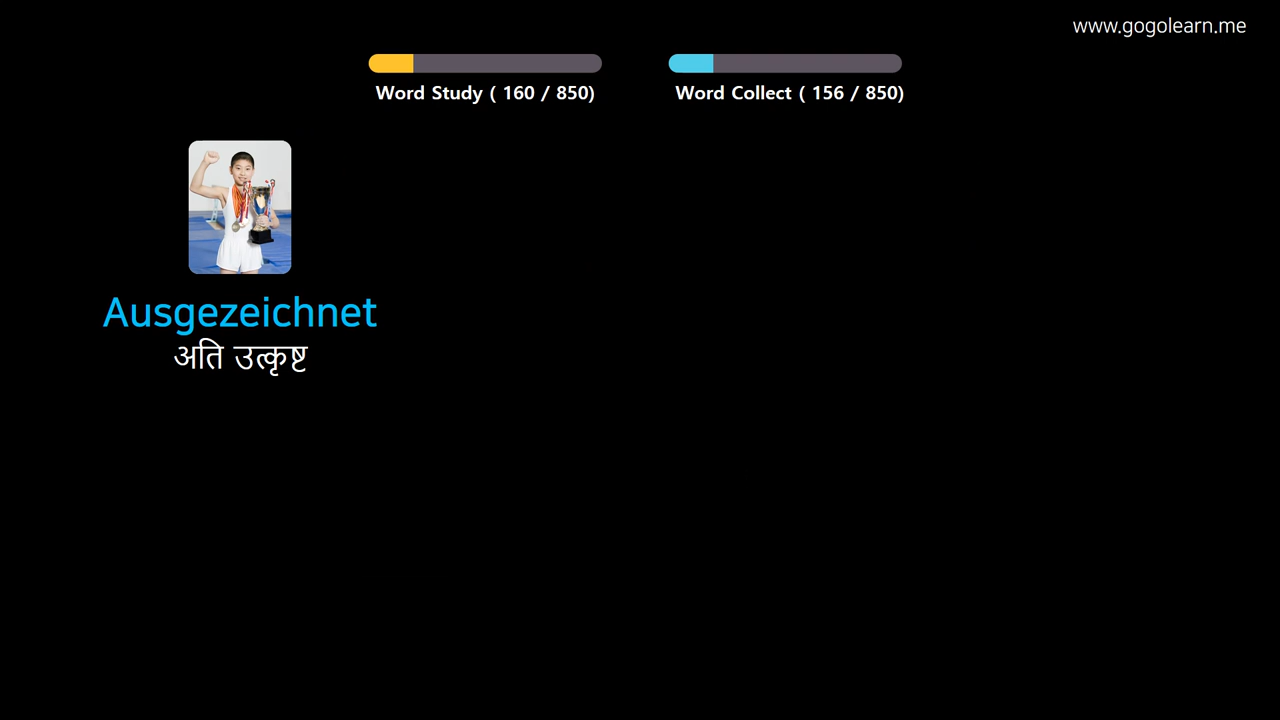 www.gogolearn.me
Word Study ( 160 / 850)
Word Collect ( 156 / 850)
Ausgezeichnet
अति उत्कृष्ट